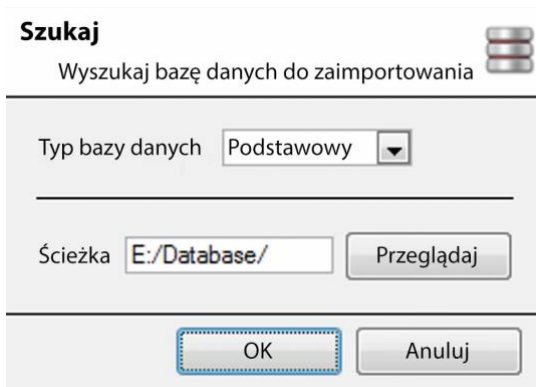 Szukaj
Wyszukaj bazę danych do zaimportowania
Typ bazy danych Podstawowy
Ścieżka E:/Database/ Przeglądaj
OK Anuluj